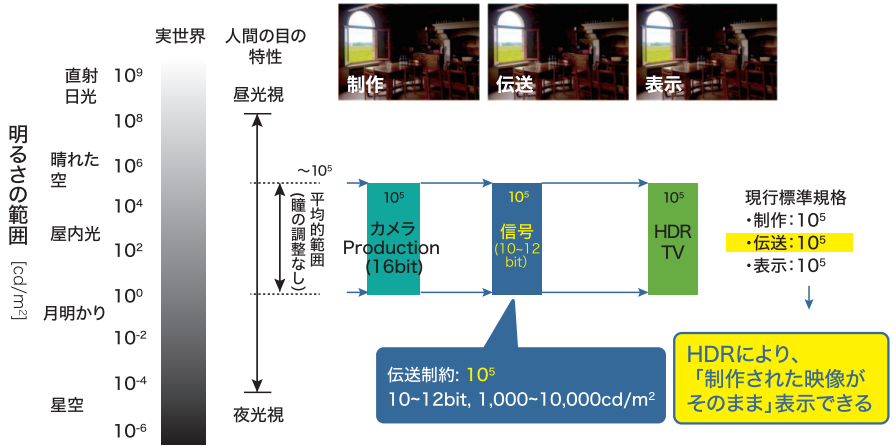 実世界
人間の目の
特性
制作
伝送
表示
明るさの範囲 [cd/m²]
直射
日光
晴れた
空
屋内光
月明かり
星空
10⁹
10⁸
10⁶
10⁴
10²
10⁰
10⁻²
10⁻⁴
10⁻⁶
昼光視
夜光視
～10⁵
平均的範囲
(瞳の調整なし)
10⁵
カメラ
Production
(16bit)
10⁵
信号
(10~12
bit)
10⁵
HDR
TV
現行標準規格
・制作：10⁵
・伝送：10⁵
・表示：10⁵
伝送制約: 10⁵
10~12bit, 1,000~10,000cd/m²
HDRにより、
「制作された映像が
そのまま」表示できる